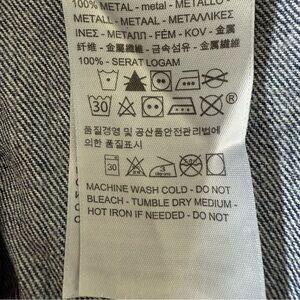 100% METAL - metal - METALLO -
METALL - METAAL - ΜΕΤΑΛΛΙΚΕΣ
ΙΝΕΣ - МЕТАЛЛ - FÉM - KOV - 金属
纤维 - 金屬纖維 - 금속섬유 - 金属繊維
100% - SERAT LOGAM
30 ®
품질경영 및 공산품안전관리법에
의한 품질표시
30
MACHINE WASH COLD - DO NOT
BLEACH - TUMBLE DRY MEDIUM -
HOT IRON IF NEEDED - DO NOT